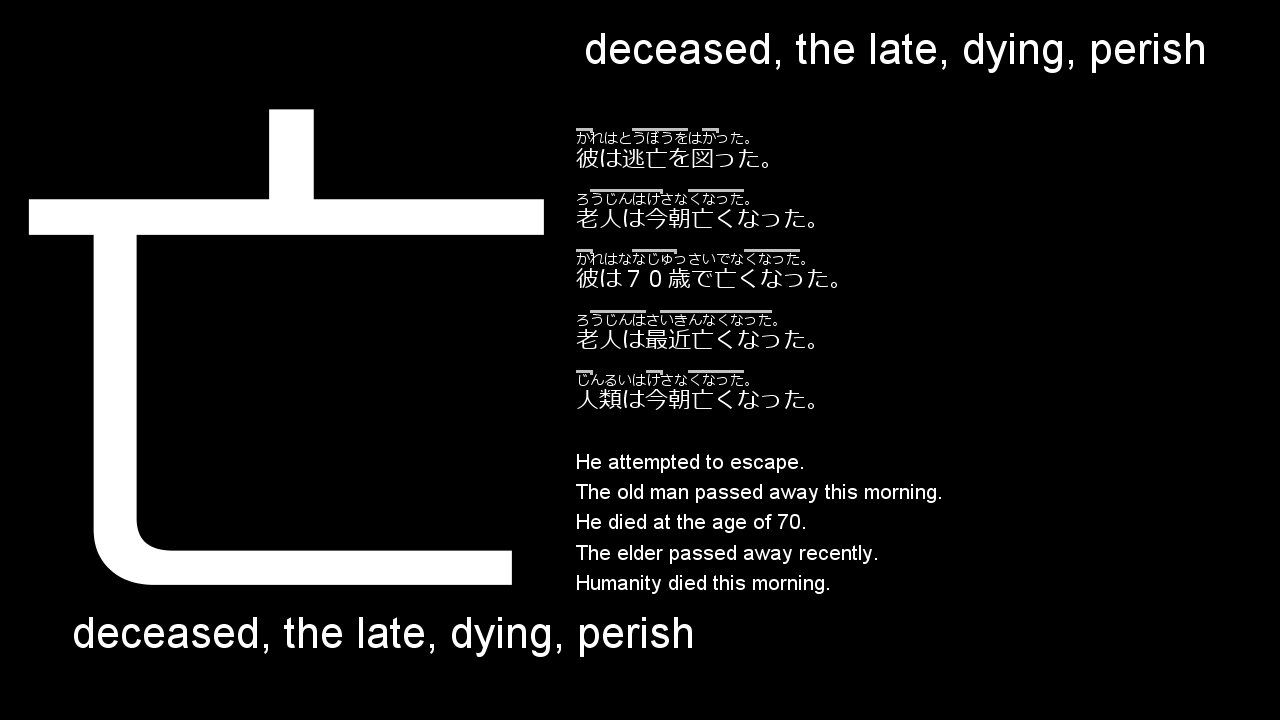 deceased, the late, dying, perish
亡
かれはとうぼうをはかった。
彼は逃亡を図った。
ろうじんはけさなくなった。
老人は今朝亡くなった。
かれはななじゅっさいでなくなった。
彼は７０歳で亡くなった。
ろうじんはさいきんなくなった。
老人は最近亡くなった。
じんるいはけさなくなった。
人類は今朝亡くなった。
He attempted to escape.
The old man passed away this morning.
He died at the age of 70.
The elder passed away recently.
Humanity died this morning.
deceased, the late, dying, perish